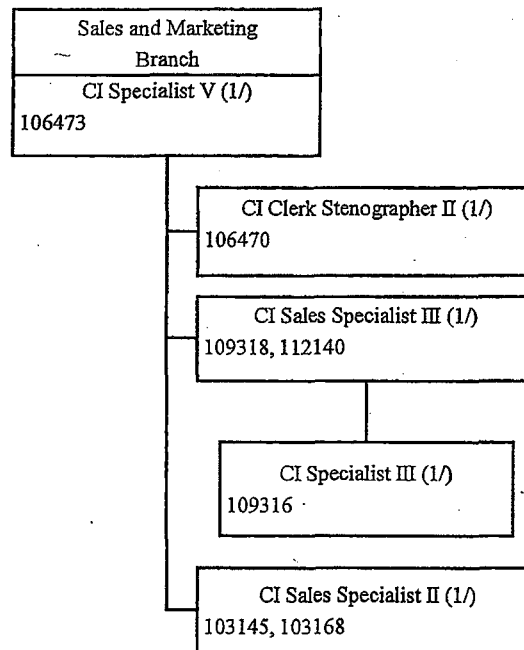 Sales and Marketing
Branch
CI Specialist V (1/)
106473
CI Clerk Stenographer II (1/)
106470
CI Sales Specialist III (1/)
109318, 112140
CI Specialist III (1/)
109316
CI Sales Specialist II (1/)
103145, 103168